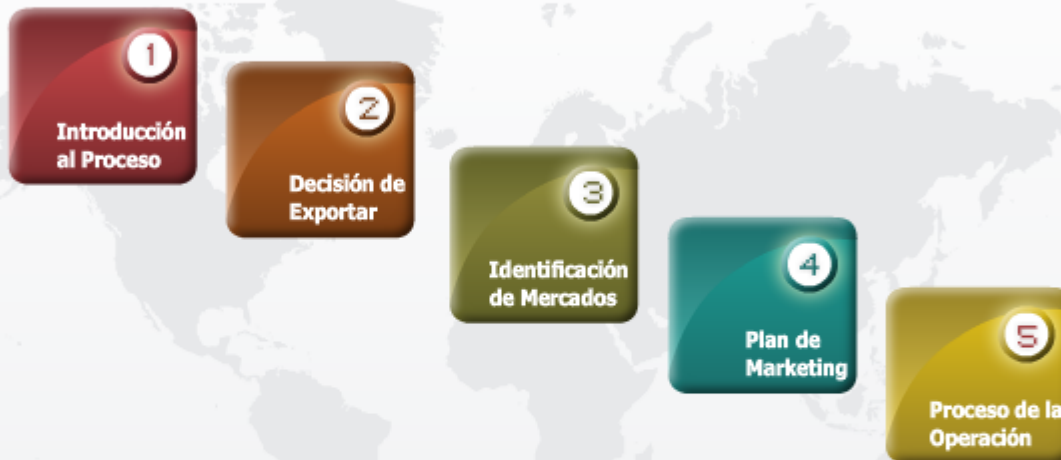 1
Introducción
al Proceso
2
Decisión de
Exportar
3
Identificación
de Mercados
4
Plan de
Marketing
5
Proceso de la
Operación